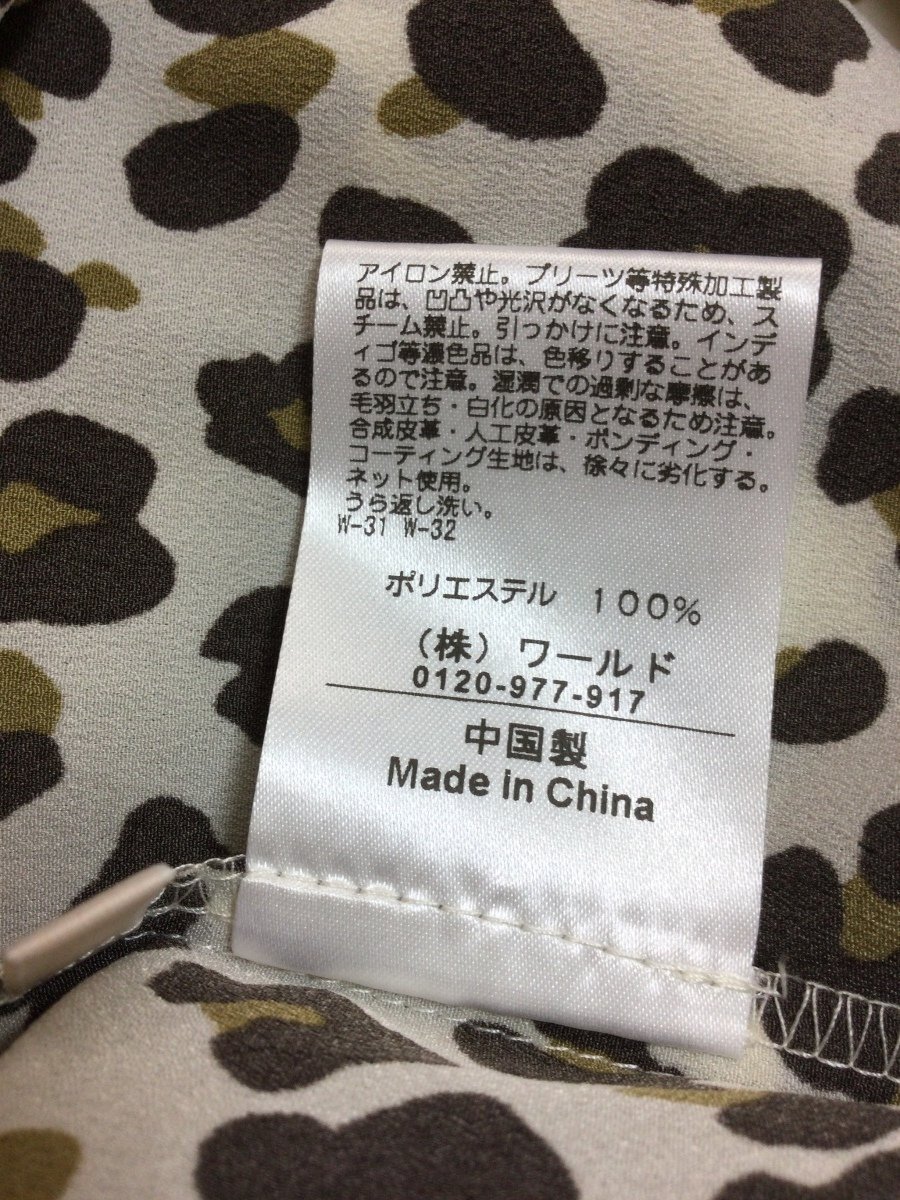 アイロン禁止。プリーツ等特殊加工製
品は、凹凸や光沢がなくなるため、ス
チーム禁止。引っかけに注意。インデ
ィゴ等濃色品は、色移りすることがあ
るので注意。湿潤での過剰な摩擦は、
毛羽立ち・白化の原因となるため注意。
合成皮革・人工皮革・ボンディング・
コーティング生地は、徐々に劣化する。
ネット使用。
うら返し洗い。
W-31 W-32
ポリエステル 100%
（株）ワールド
0120-977-917
中国製
Made in China